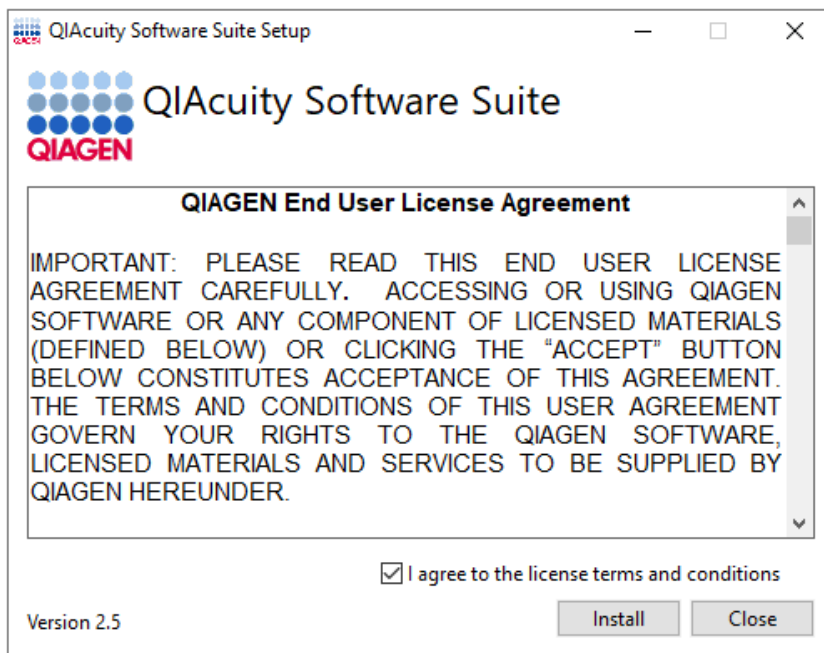 QIAcuity Software Suite Setup
QIAcuity Software Suite
QIAGEN
QIAGEN End User License Agreement
IMPORTANT: PLEASE READ THIS END USER LICENSE
AGREEMENT CAREFULLY. ACCESSING OR USING QIAGEN
SOFTWARE OR ANY COMPONENT OF LICENSED MATERIALS
(DEFINED BELOW) OR CLICKING THE “ACCEPT” BUTTON
BELOW CONSTITUTES ACCEPTANCE OF THIS AGREEMENT.
THE TERMS AND CONDITIONS OF THIS USER AGREEMENT
GOVERN YOUR RIGHTS TO THE QIAGEN SOFTWARE,
LICENSED MATERIALS AND SERVICES TO BE SUPPLIED BY
QIAGEN HEREUNDER.
I agree to the license terms and conditions
Version 2.5
Install
Close